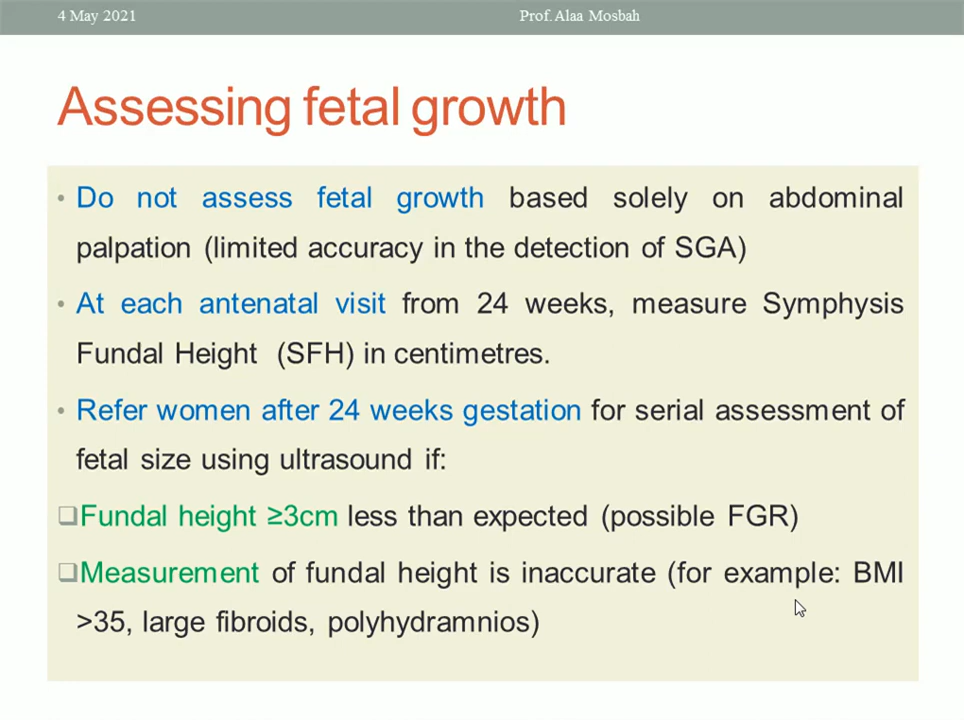 4 May 2021
Prof.Alaa Mosbah
Assessing fetal growth
• Do not assess fetal growth based solely on abdominal
palpation (limited accuracy in the detection of SGA)
• At each antenatal visit from 24 weeks, measure Symphysis
Fundal Height (SFH) in centimetres.
• Refer women after 24 weeks gestation for serial assessment of
fetal size using ultrasound if:
❑Fundal height ≥3cm less than expected (possible FGR)
❑Measurement of fundal height is inaccurate (for example: BMI
>35, large fibroids, polyhydramnios)